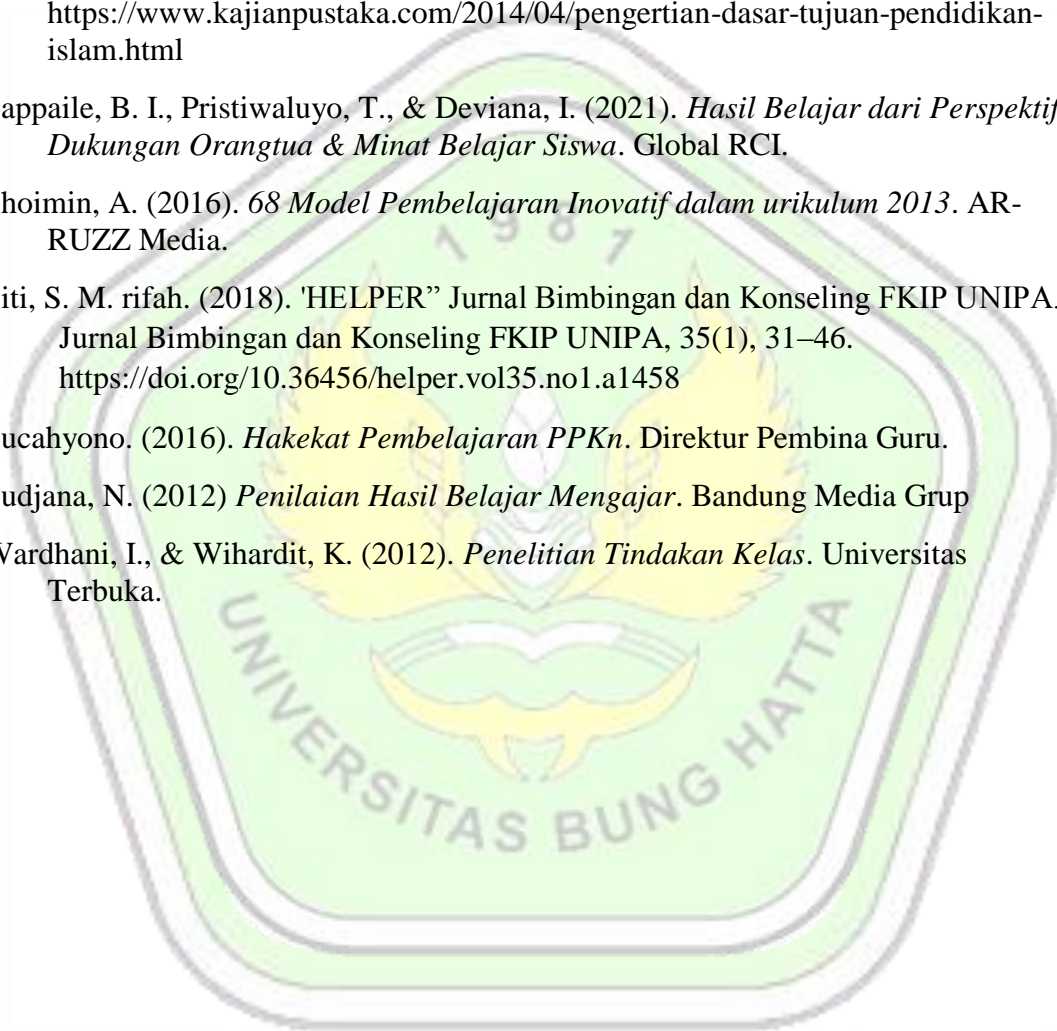 https://www.kajianpustaka.com/2014/04/pengertian-dasar-tujuan-pendidikan-
islam.html
appaile, B. I., Pristiwaluyo, T., & Deviana, I. (2021). Hasil Belajar dari Perspektif
Dukungan Orangtua & Minat Belajar Siswa. Global RCI.
hoimin, A. (2016). 68 Model Pembelajaran Inovatif dalam urikulum 2013. AR-
RUZZ Media.
iti, S. M. rifah. (2018). 'HELPER” Jurnal Bimbingan dan Konseling FKIP UNIPA.
Jurnal Bimbingan dan Konseling FKIP UNIPA, 35(1), 31–46.
https://doi.org/10.36456/helper.vol35.no1.a1458
ucahyono. (2016). Hakekat Pembelajaran PPKn. Direktur Pembina Guru.
udjana, N. (2012) Penilaian Hasil Belajar Mengajar. Bandung Media Grup
Wardhani, I., & Wihardit, K. (2012). Penelitian Tindakan Kelas. Universitas
Terbuka.
1981
UNIVERSITAS BUNG HATTA